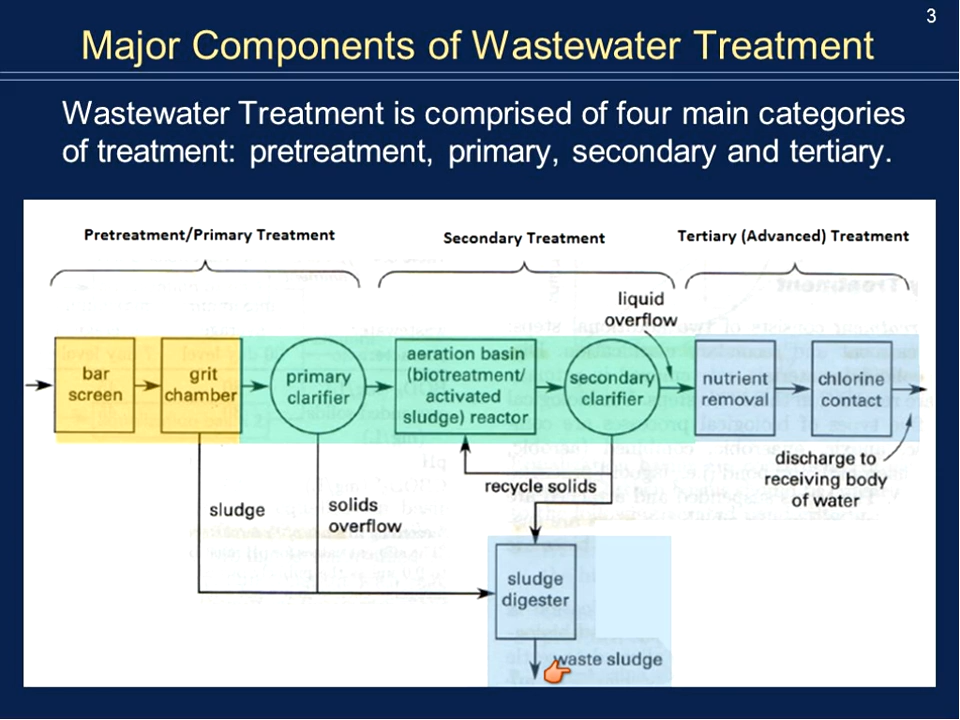 3
Major Components of Wastewater Treatment
Wastewater Treatment is comprised of four main categories
of treatment: pretreatment, primary, secondary and tertiary.
Pretreatment/Primary Treatment
Secondary Treatment
Tertiary (Advanced) Treatment
liquid
overflow
bar
screen
grit
chamber
primary
clarifier
aeration basin
(biotreatment/
activated
sludge) reactor
secondary
clarifier
nutrient
removal
chlorine
contact
discharge to
receiving body
of water
recycle solids
sludge
solids
overflow
sludge
digester
waste sludge